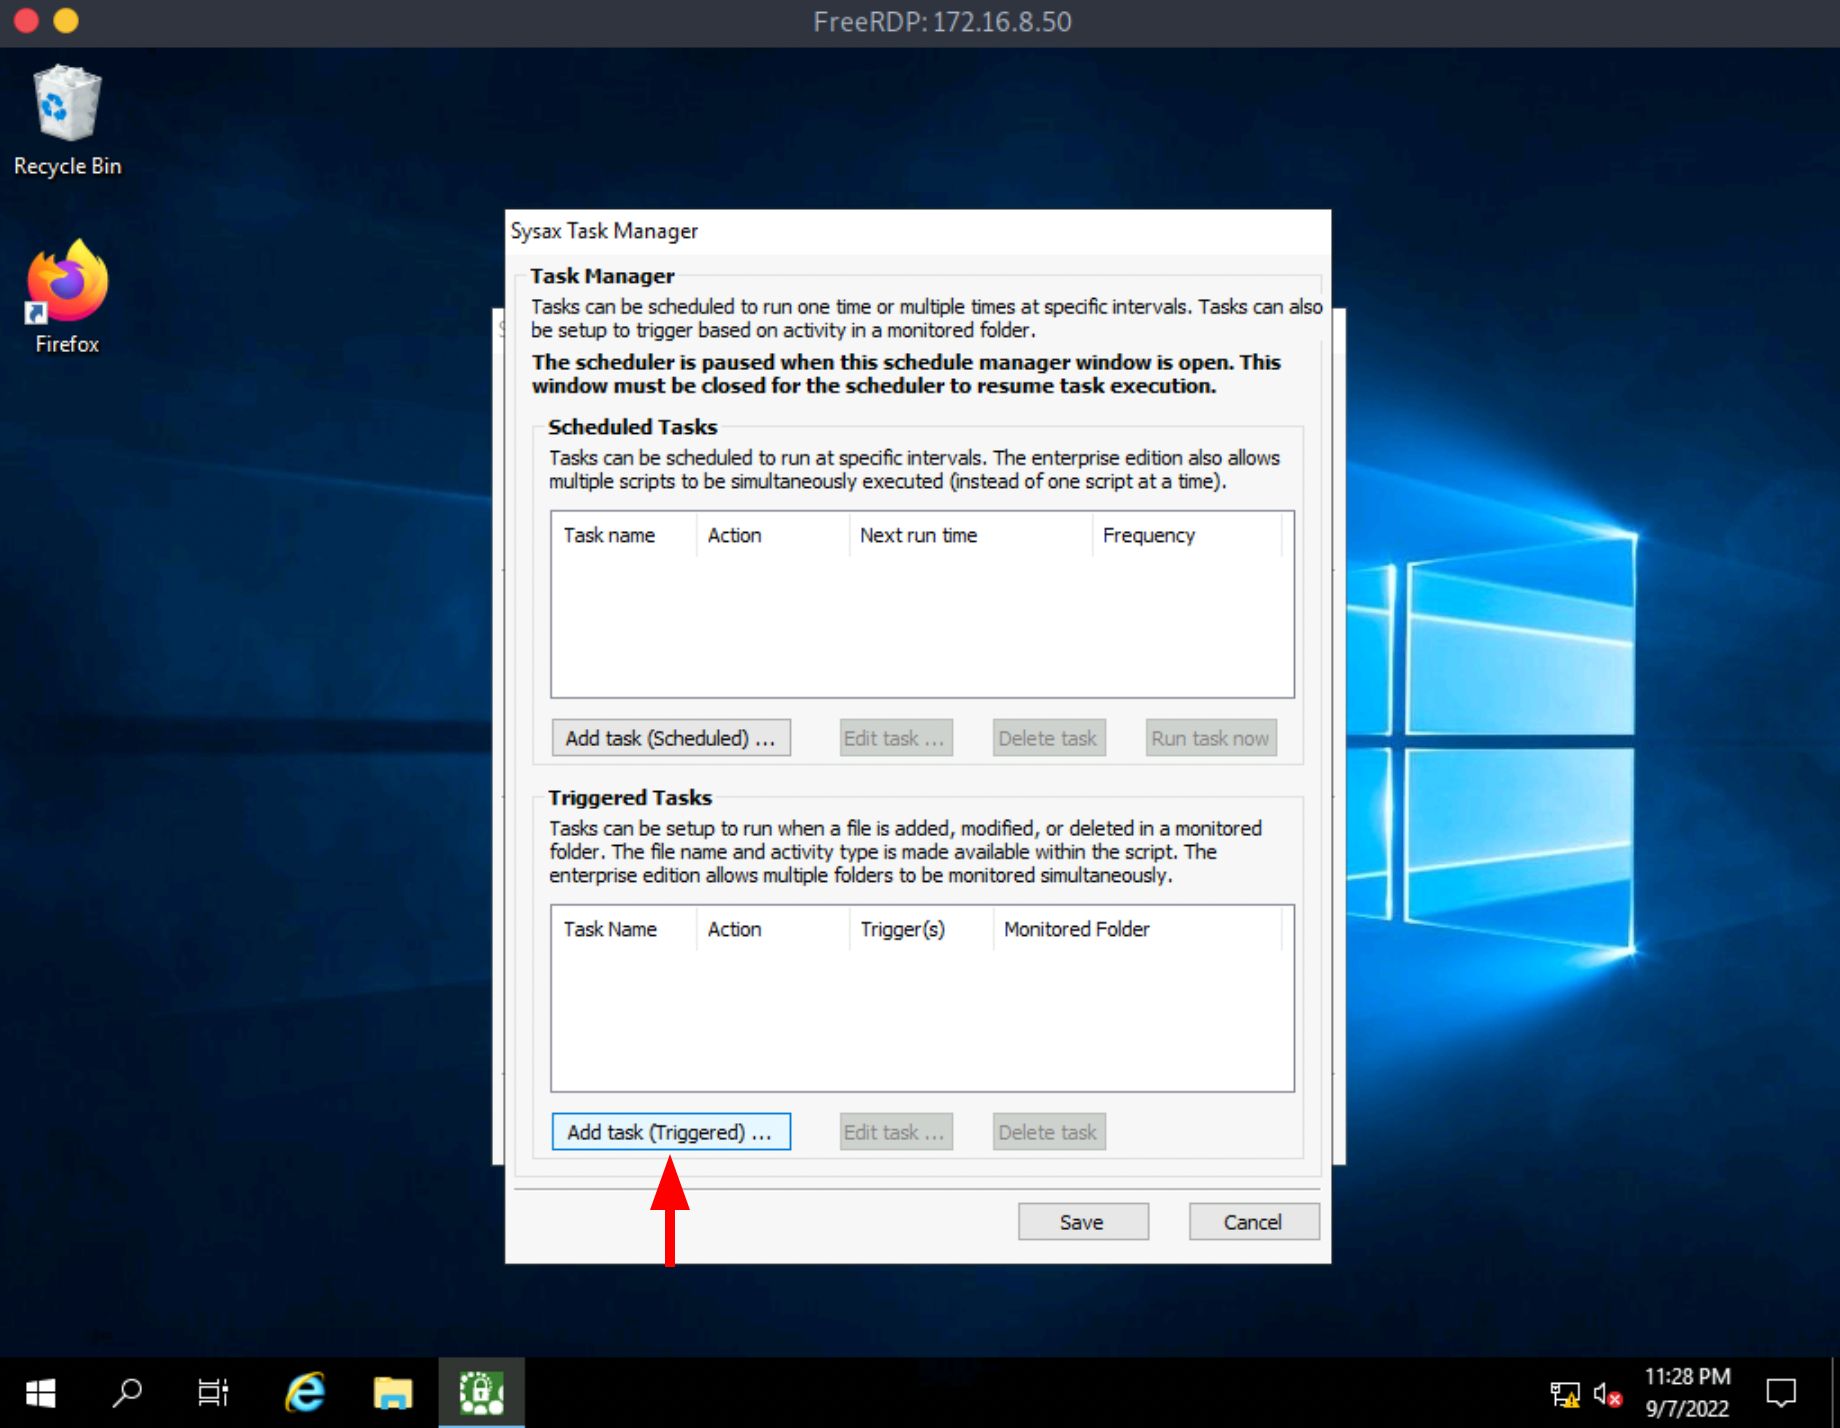 FreeRDP: 172.16.8.50
Recycle Bin
Firefox
Sysax Task Manager
Task Manager
Tasks can be scheduled to run one time or multiple times at specific intervals. Tasks can also
be setup to trigger based on activity in a monitored folder.
The scheduler is paused when this schedule manager window is open. This
window must be closed for the scheduler to resume task execution.
Scheduled Tasks
Tasks can be scheduled to run at specific intervals. The enterprise edition also allows
multiple scripts to be simultaneously executed (instead of one script at a time).
Task name Action Next run time Frequency
Add task (Scheduled) ... Edit task ... Delete task Run task now
Triggered Tasks
Tasks can be setup to run when a file is added, modified, or deleted in a monitored
folder. The file name and activity type is made available within the script. The
enterprise edition allows multiple folders to be monitored simultaneously.
Task Name Action Trigger(s) Monitored Folder
Add task (Triggered) ... Edit task ... Delete task
Save Cancel
11:28 PM
9/7/2022